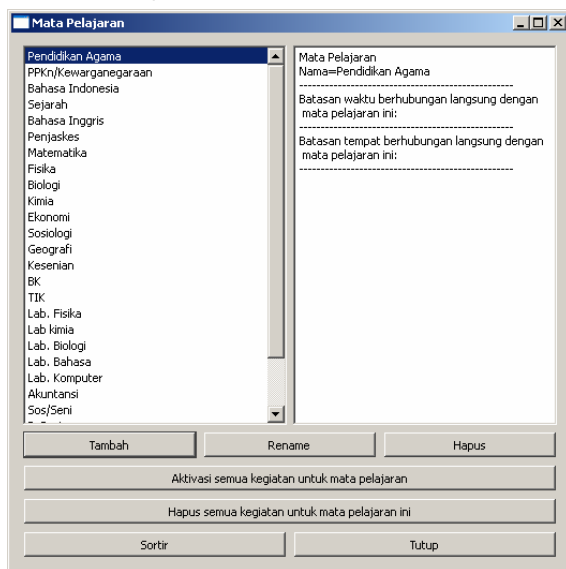 Mata Pelajaran
Pendidikan Agama
PPKn/Kewarganegaraan
Bahasa Indonesia
Sejarah
Bahasa Inggris
Penjaskes
Matematika
Fisika
Biologi
Kimia
Ekonomi
Sosiologi
Geografi
Kesenian
BK
TIK
Lab. Fisika
Lab kimia
Lab. Biologi
Lab. Bahasa
Lab. Komputer
Akuntansi
Sos/Seni
Mata Pelajaran
Nama=Pendidikan Agama
------------------------------------------------
Batasan waktu berhubungan langsung dengan
mata pelajaran ini:
------------------------------------------------
Batasan tempat berhubungan langsung dengan
mata pelajaran ini:
------------------------------------------------
Tambah
Rename
Hapus
Aktivasi semua kegiatan untuk mata pelajaran
Hapus semua kegiatan untuk mata pelajaran ini
Sortir
Tutup